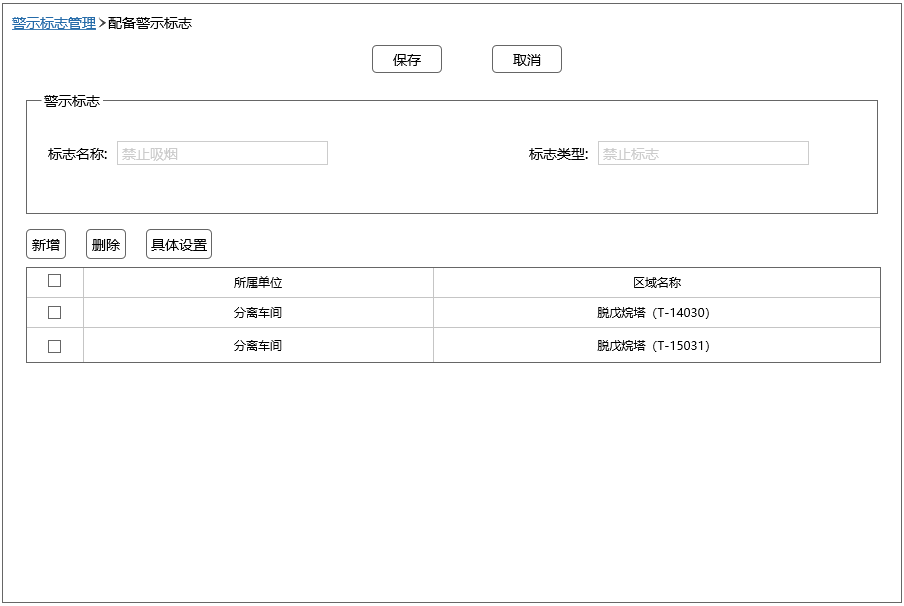 警示标志管理>配备警示标志
保存 取消
警示标志
标志名称: 禁止吸烟 标志类型: 禁止标志
新增 删除 具体设置
所属单位 区域名称
分离车间 脱戊烷塔（T-14030）
分离车间 脱戊烷塔（T-15031）